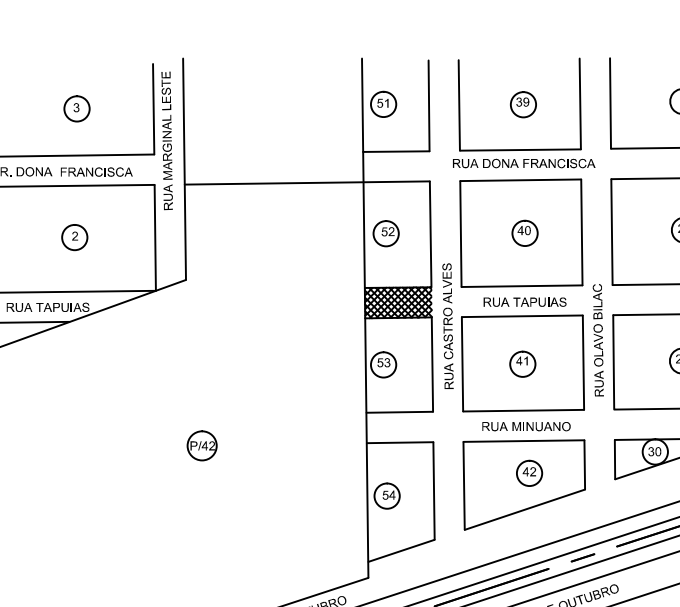 3
RUA MARGINAL LESTE
51
39
R. DONA FRANCISCA
RUA DONA FRANCISCA
2
52
40
RUA TAPUIAS
RUA CASTRO ALVES
RUA TAPUIAS
RUA OLAVO BILAC
53
41
RUA MINUANO
P/42
54
42
30
OUTUBRO